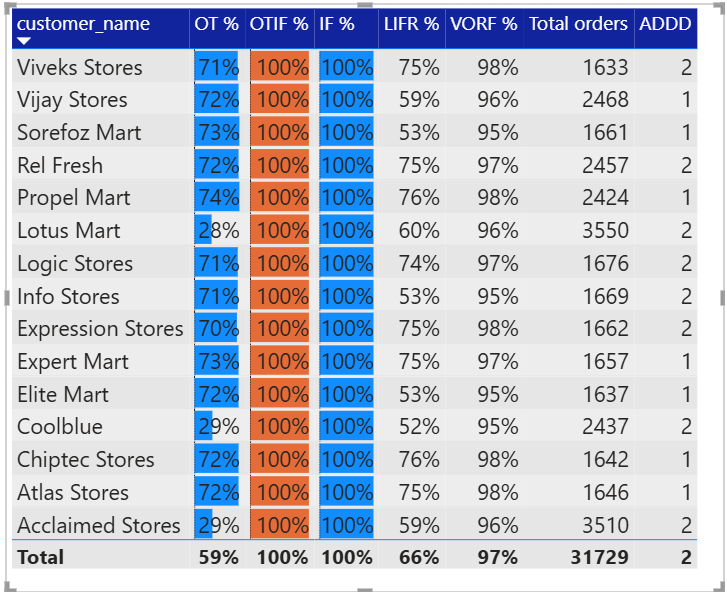 customer_name OT % OTIF % IF % LIFR % VORF % Total orders ADDD
Viveks Stores 71% 100% 100% 75% 98% 1633 2
Vijay Stores 72% 100% 100% 59% 96% 2468 1
Sorefoz Mart 73% 100% 100% 53% 95% 1661 1
Rel Fresh 72% 100% 100% 75% 97% 2457 2
Propel Mart 74% 100% 100% 76% 98% 2424 1
Lotus Mart 28% 100% 100% 60% 96% 3550 2
Logic Stores 71% 100% 100% 74% 97% 1676 2
Info Stores 71% 100% 100% 53% 95% 1669 2
Expression Stores 70% 100% 100% 75% 98% 1662 2
Expert Mart 73% 100% 100% 75% 97% 1657 1
Elite Mart 72% 100% 100% 53% 95% 1637 1
Coolblue 29% 100% 100% 52% 95% 2437 2
Chiptec Stores 72% 100% 100% 76% 98% 1642 1
Atlas Stores 72% 100% 100% 75% 98% 1646 1
Acclaimed Stores 29% 100% 100% 59% 96% 3510 2
Total 59% 100% 100% 66% 97% 31729 2